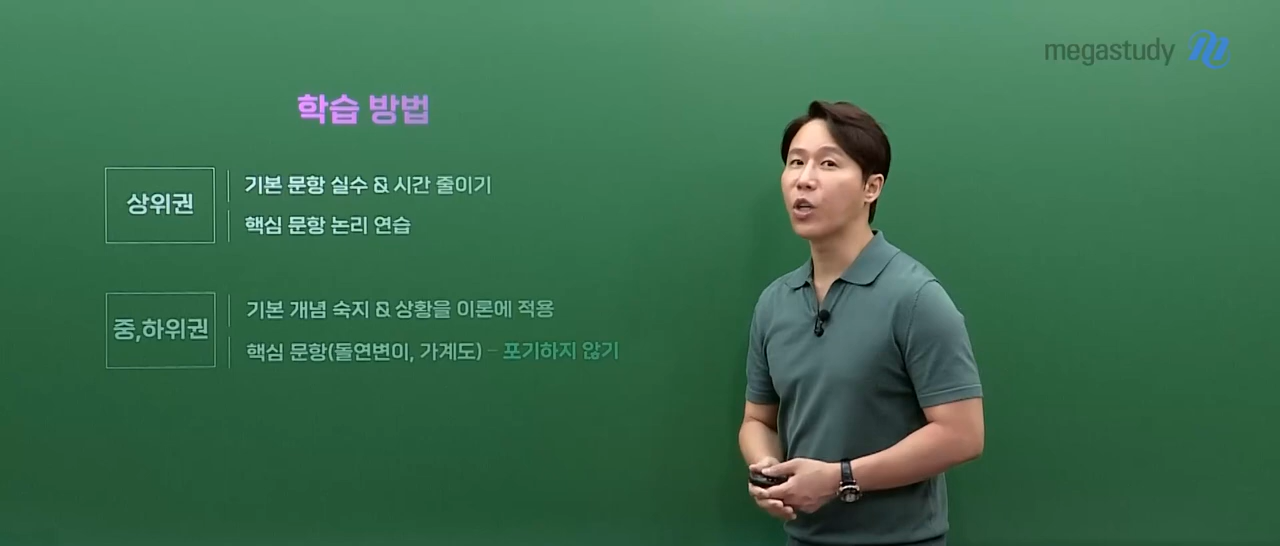 megastudy
학습 방법
상위권
기본 문항 실수 & 시간 줄이기
핵심 문항 논리 연습
중,하위권
기본 개념 숙지 & 상황을 이론에 적용
핵심 문항(돌연변이, 가계도) - 포기하지 않기